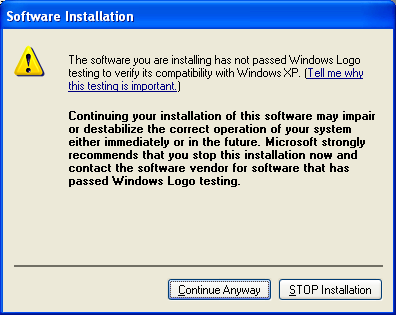 Software Installation
The software you are installing has not passed Windows Logo
testing to verify its compatibility with Windows XP. (Tell me why
this testing is important.)
Continuing your installation of this software may impair
or destabilize the correct operation of your system
either immediately or in the future. Microsoft strongly
recommends that you stop this installation now and
contact the software vendor for software that has
passed Windows Logo testing.
Continue Anyway
STOP Installation